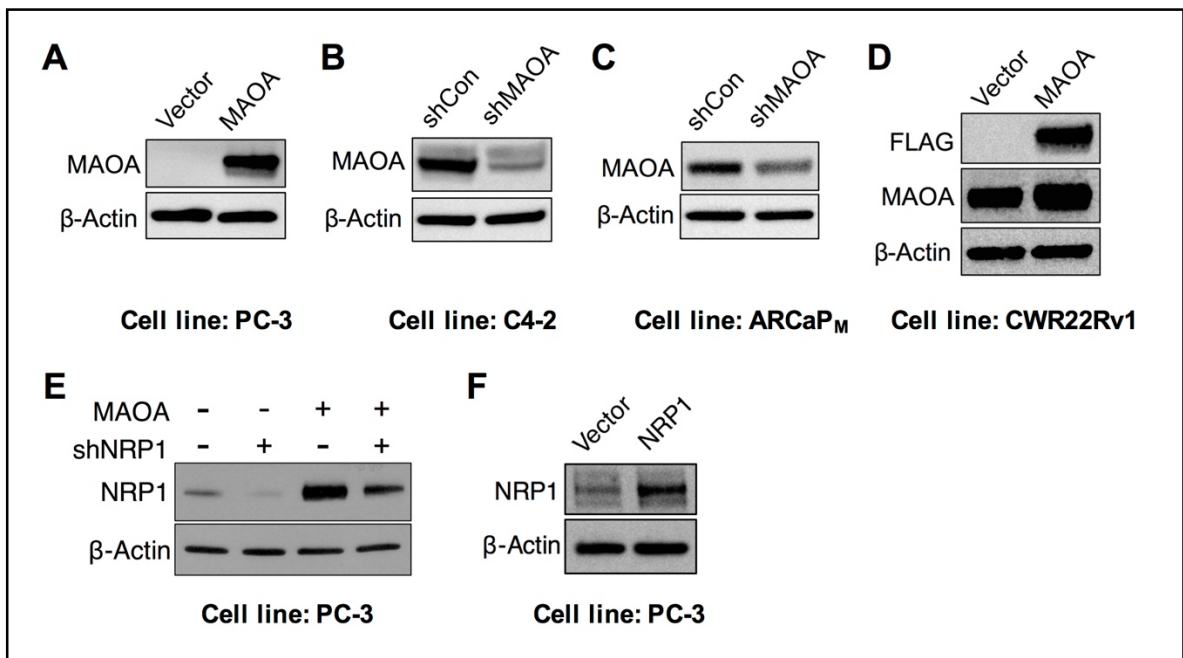 A
Vector
MAOA
MAOA
β-Actin
Cell line: PC-3
B
shCon
shMAOA
MAOA
β-Actin
Cell line: C4-2
C
shCon
shMAOA
MAOA
β-Actin
Cell line: ARCaPM
D
Vector
MAOA
FLAG
MAOA
β-Actin
Cell line: CWR22Rv1
E
MAOA - - + +
shNRP1 - + - +
NRP1
β-Actin
Cell line: PC-3
F
Vector
NRP1
NRP1
β-Actin
Cell line: PC-3